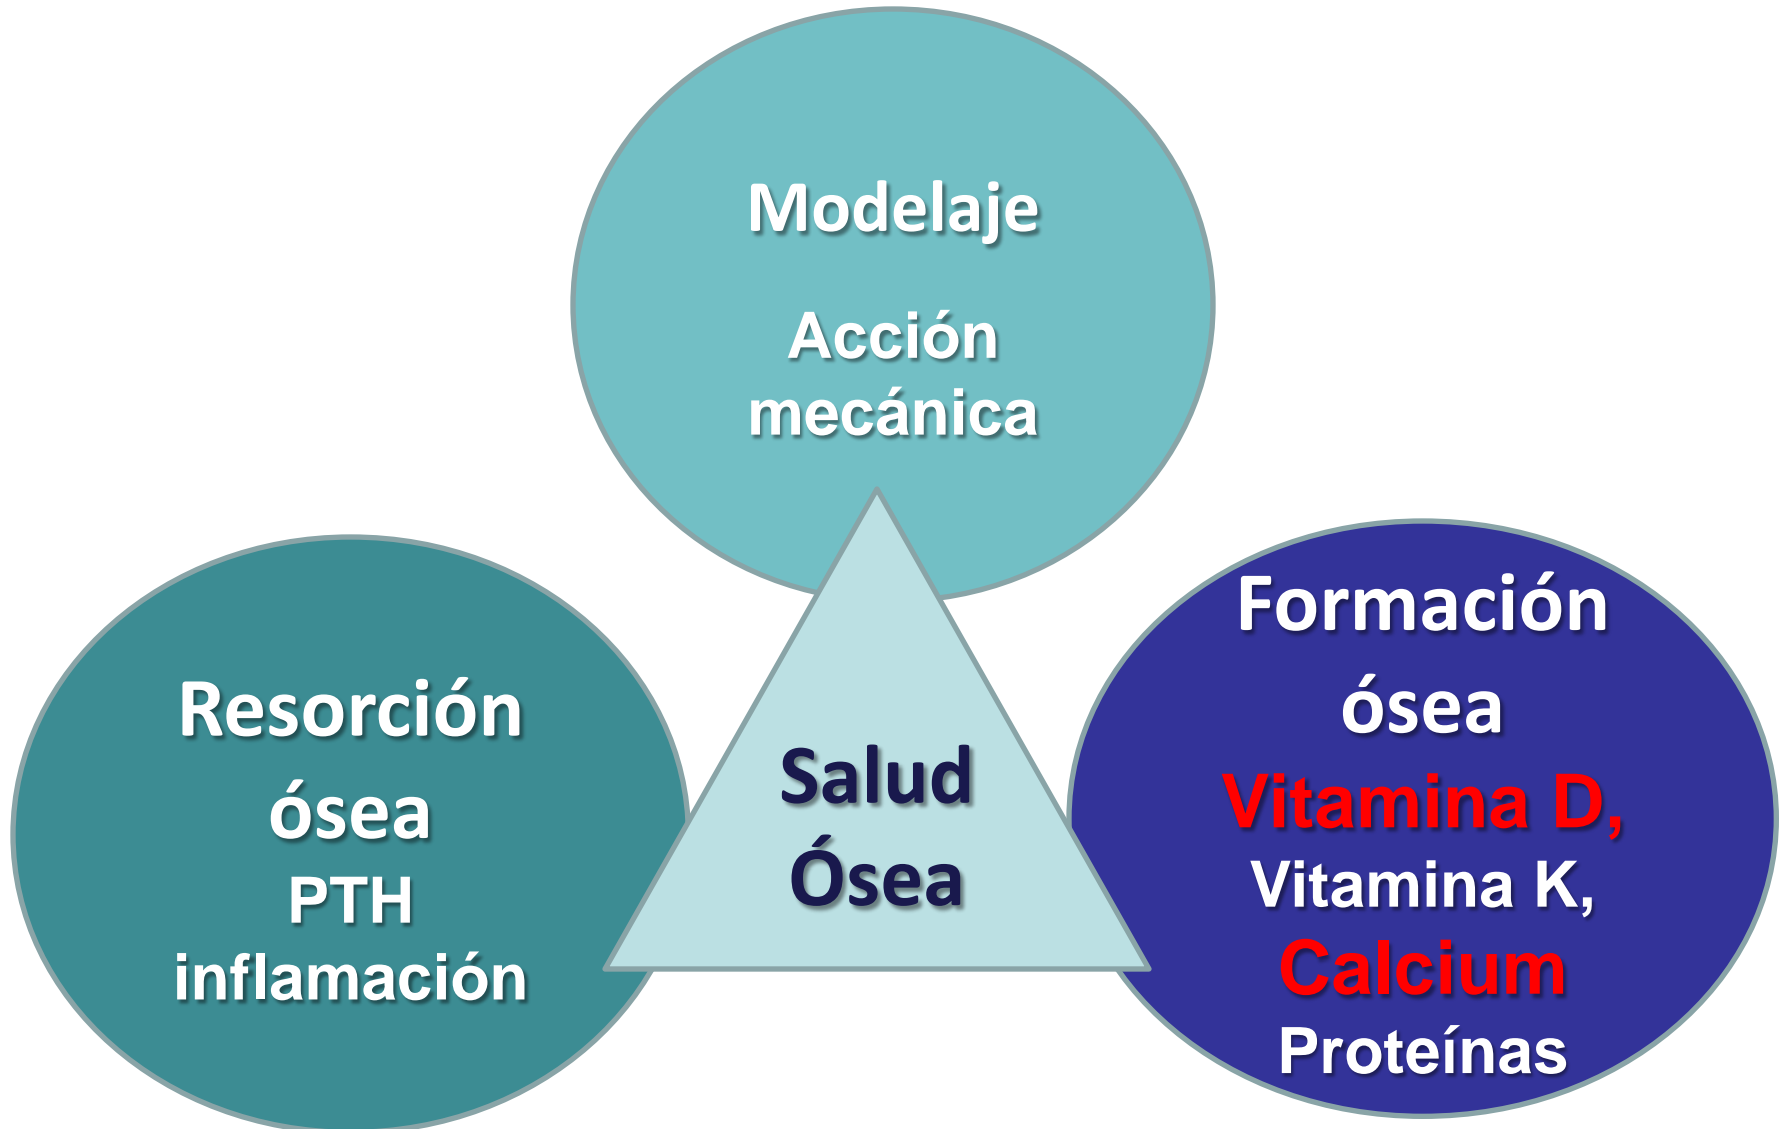 Modelaje
Acción
mecánica
Resorción
ósea
PTH
inflamación
Salud
Ósea
Formación
ósea
Vitamina D,
Vitamina K,
Calcium
Proteínas